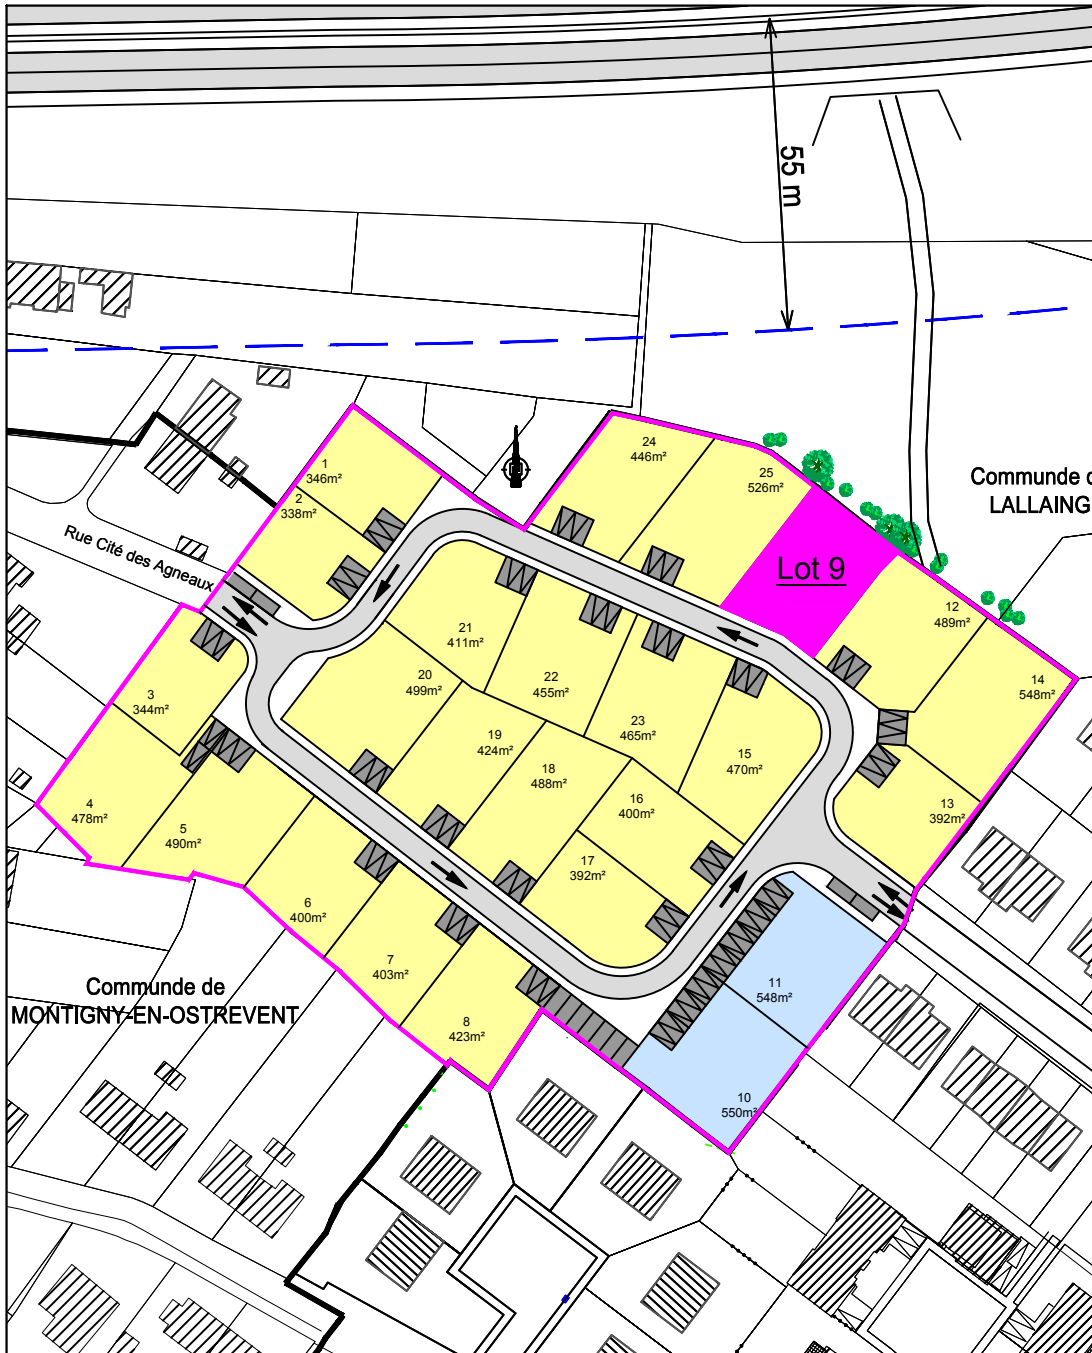 55 m
Commune d
LALLAING
Rue Cité des Agneaux
1
346m²
2
338m²
24
446m²
25
526m²
Lot 9
12
489m²
14
548m²
21
411m²
20
499m²
22
455m²
23
465m²
3
344m²
19
424m²
18
488m²
15
470m²
16
400m²
13
392m²
4
478m²
5
490m²
17
392m²
6
400m²
7
403m²
11
548m²
Commune de
MONTIGNY-EN-OSTREVENT
8
423m²
10
550m²